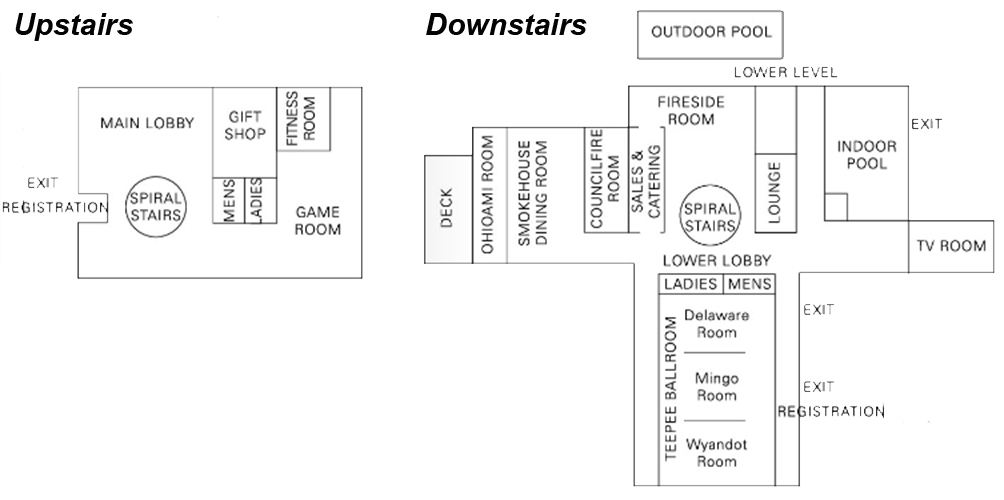 Upstairs
MAIN LOBBY
GIFT
SHOP
FITNESS
ROOM
EXIT
REGISTRATION
SPIRAL
STAIRS
MENS
LADIES
GAME
ROOM
Downstairs
OUTDOOR POOL
LOWER LEVEL
FIRESIDE
ROOM
EXIT
INDOOR
POOL
DECK
OHIOAMI ROOM
SMOKEHOUSE
DINING ROOM
COUNCILFIRE
ROOM
SALES &
CATERING
SPIRAL
STAIRS
LOUNGE
TV ROOM
LOWER LOBBY
LADIES
MENS
TEEPEE BALLROOM
Delaware
Room
Mingo
Room
Wyandot
Room
EXIT
EXIT
REGISTRATION